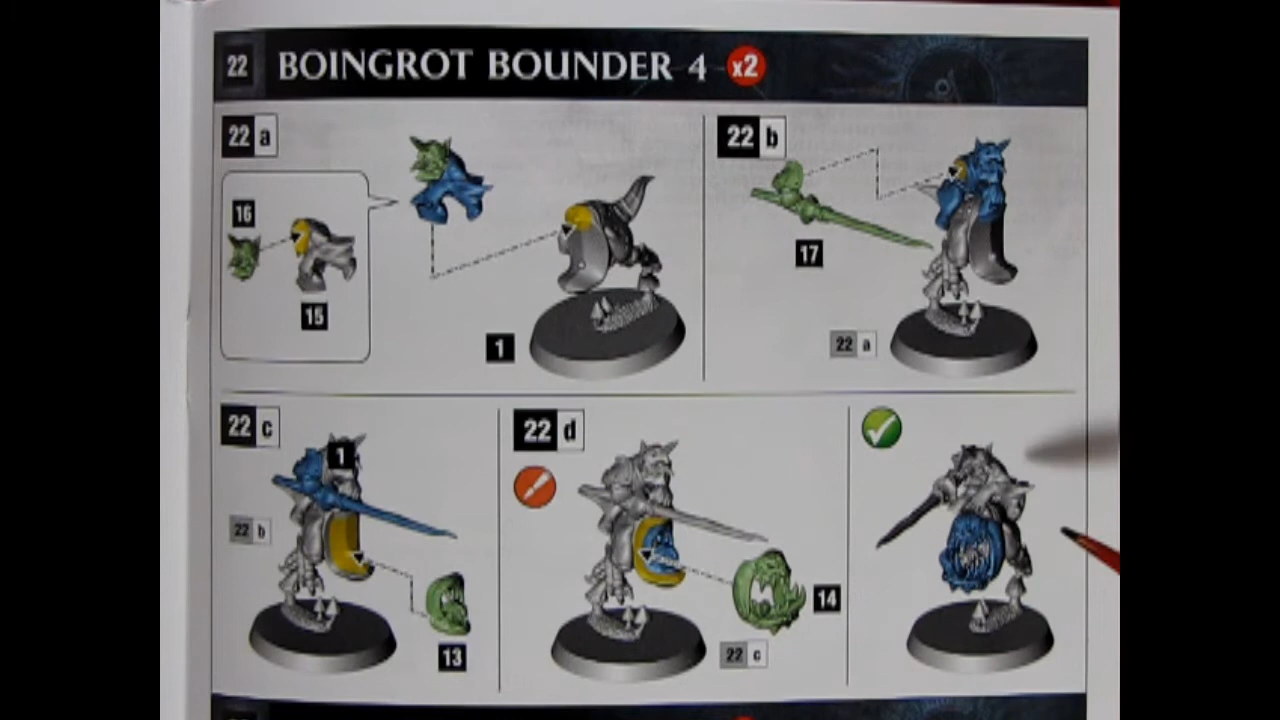 22 BOINGROT BOUNDER 4 x2
22 a
16
15
1
22 b
17
22 a
22 c
1
22 b
13
22 d
14
22 c